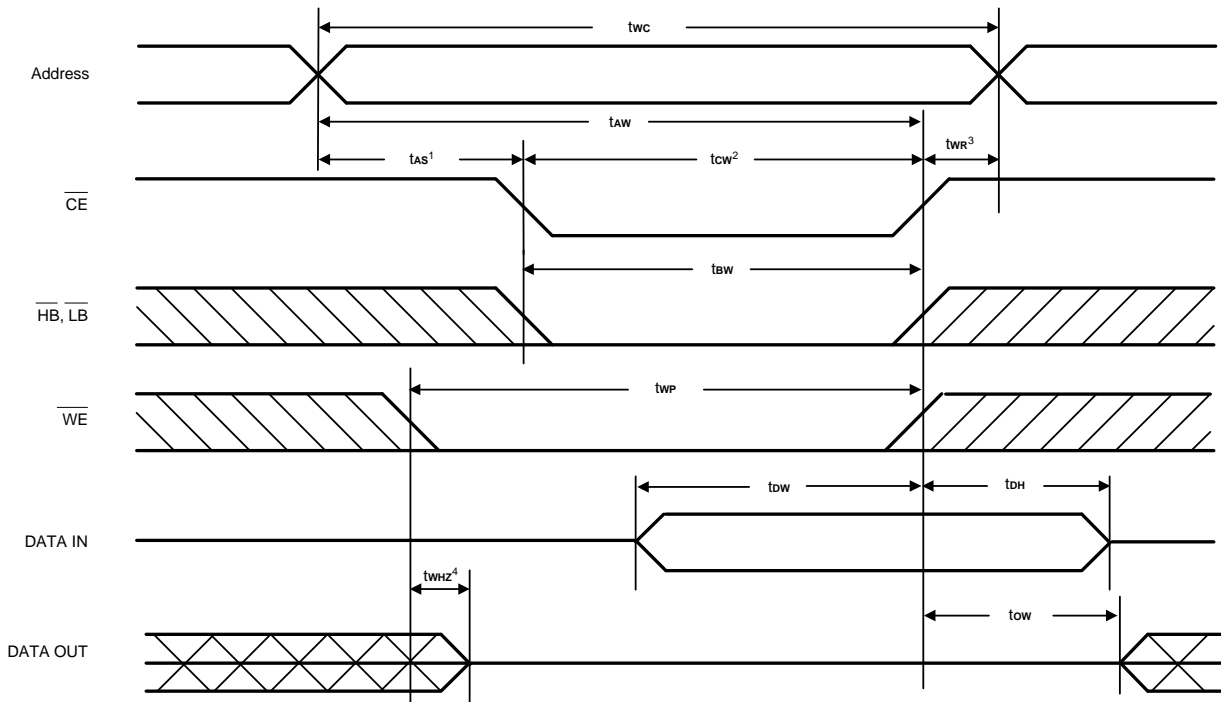 tWC
Address
tAW
tAS¹ tCW² tWR³
CE
tBW
HB, LB
tWP
WE
tDW tDH
DATA IN
tWHZ⁴
tOW
DATA OUT